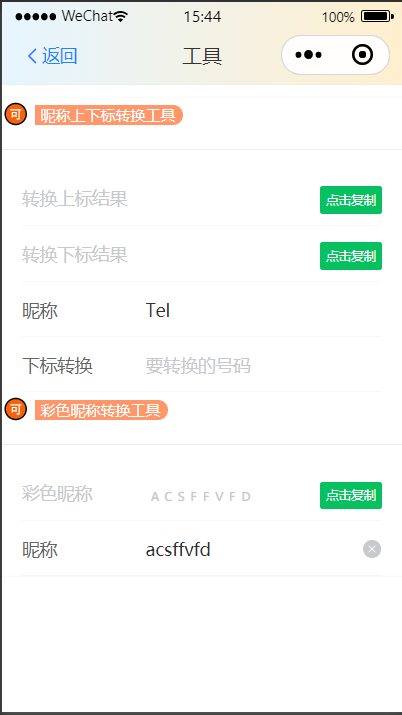 WeChat 15:44 100%
返回 工具
可 昵称上下标转换工具
转换上标结果 点击复制
转换下标结果 点击复制
昵称 Tel
下标转换 要转换的号码
可 彩色昵称转换工具
彩色昵称 A C S F F V F D 点击复制
昵称 acsffvfd